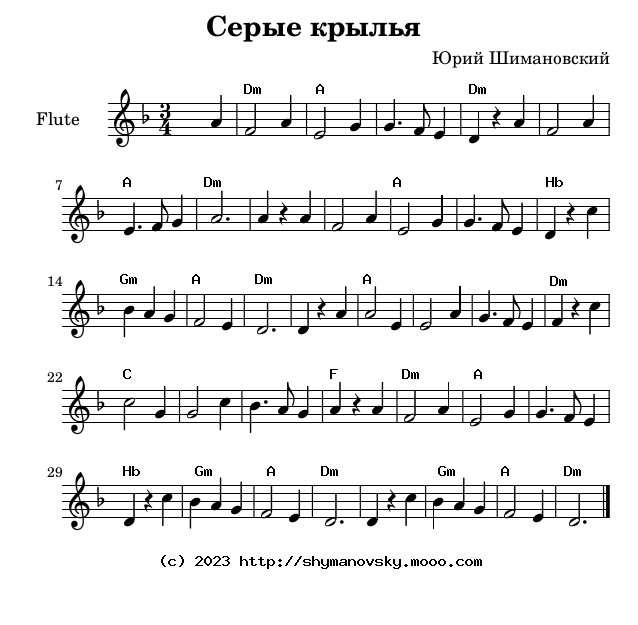 Серые крылья
Юрий Шимановский
Flute
3
4
Dm A Dm
7
A Dm A Hb
14
Gm A Dm A Dm
22
C F Dm A
29
Hb Gm A Dm Gm A Dm
(c) 2023 http://shymanovsky.mooo.com